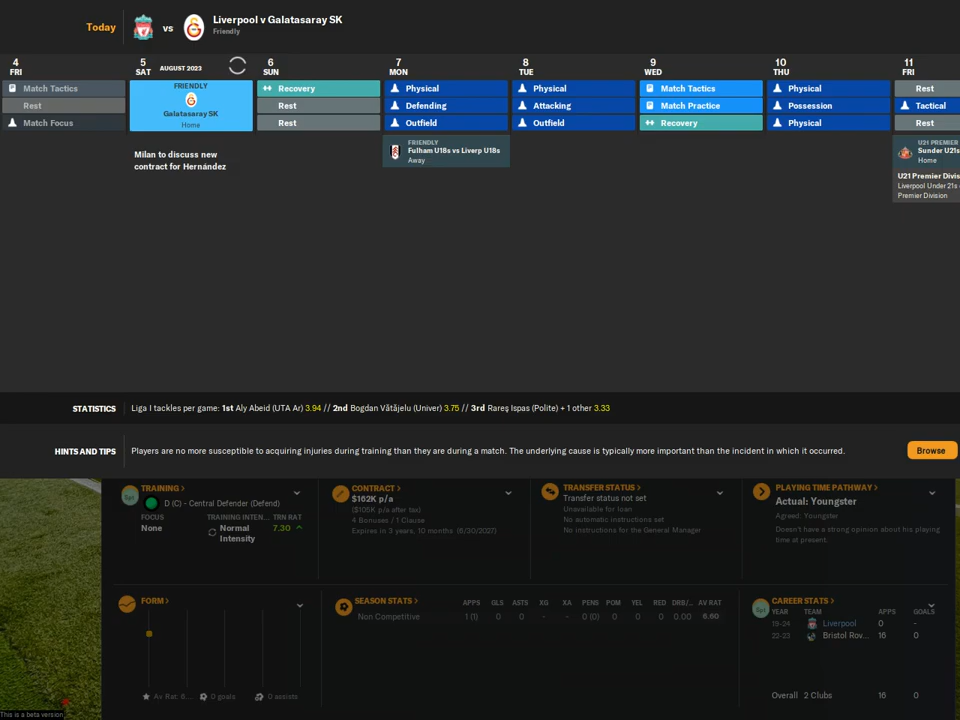 Today
vs
Liverpool v Galatasaray SK
Friendly
4
FRI
5
SAT
AUGUST 2023
6
SUN
7
MON
8
TUE
9
WED
10
THU
11
FRI
Match Tactics
Rest
Match Focus
FRIENDLY
Galatasaray SK
Home
Recovery
Rest
Rest
Physical
Defending
Outfield
Physical
Attacking
Outfield
Match Tactics
Match Practice
Recovery
Physical
Possession
Physical
Rest
Tactical
Rest
Milan to discuss new
contract for Hernández
FRIENDLY
Fulham U18s vs Liverp U18s
Away
U21 PREMIER
Sunder U21s
Home
U21 Premier Divis
Liverpool Under 21s
Premier Division
STATISTICS
Liga I tackles per game: 1st Aly Abeid (UTA Ar) 3.94 // 2nd Bogdan Vătăjelu (Univer) 3.75 // 3rd Rareș Ispas (Polite) + 1 other 3.33
HINTS AND TIPS
Players are no more susceptible to acquiring injuries during training than they are during a match. The underlying cause is typically more important than the incident in which it occurred.
Browse
Spt
TRAINING >
D (C) - Central Defender (Defend)
FOCUS
None
TRAINING INTEN...
Normal
Intensity
TRN RAT
7.30
CONTRACT >
$162K p/a
($105K p/a after tax)
4 Bonuses / 1 Clause
Expires in 3 years, 10 months (6/30/2027)
TRANSFER STATUS >
Transfer status not set
Unavailable for loan
No automatic instructions set
No instructions for the General Manager
PLAYING TIME PATHWAY >
Actual: Youngster
Agreed: Youngster
Doesn't have a strong opinion about his playing
time at present.
FORM >
Av Rat: 6...
0 goals
0 assists
SEASON STATS >
APPS GLS ASTS XG XA PENS POM YEL RED DRB/... AV RAT
Non Competitive 1 (1) 0 0 - - 0 (0) 0 0 0 0.00 6.60
Spt
CAREER STATS >
YEAR TEAM APPS GOALS
19-24 Liverpool 0 -
22-23 Bristol Rov... 16 0
Overall 2 Clubs 16 0
This is a beta version